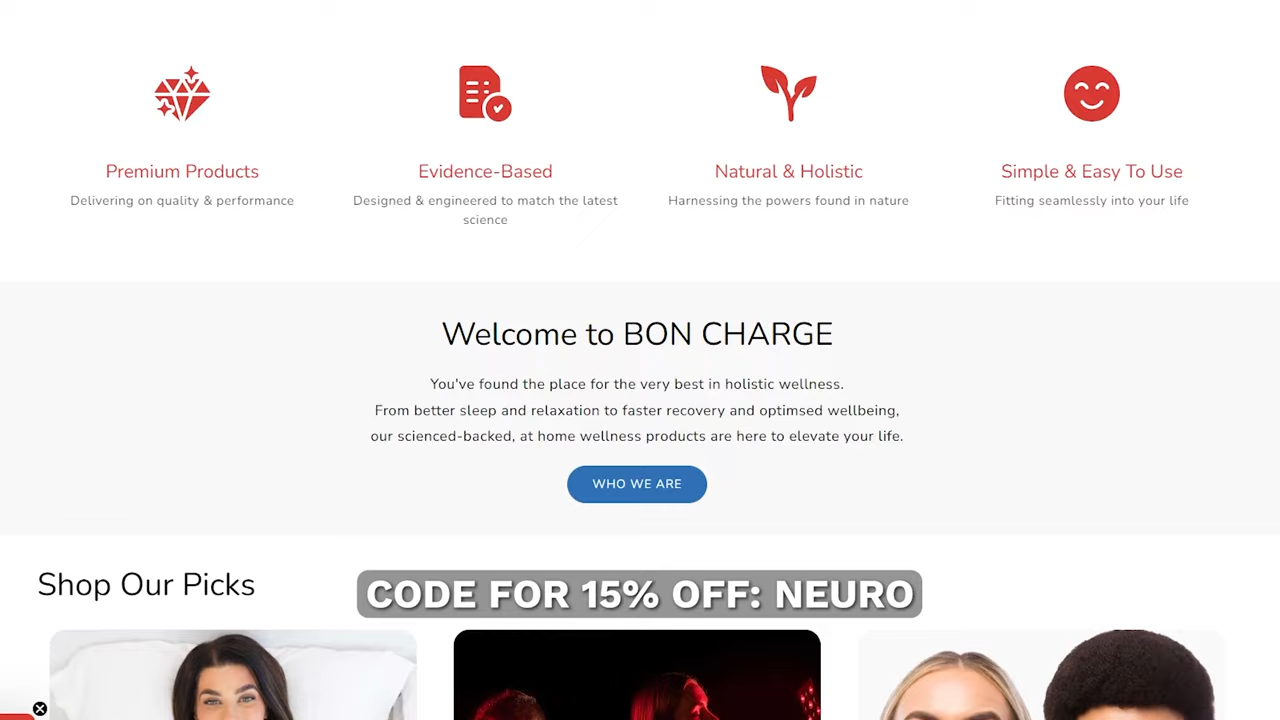 Premium Products
Delivering on quality & performance
Evidence-Based
Designed & engineered to match the latest
science
Natural & Holistic
Harnessing the powers found in nature
Simple & Easy To Use
Fitting seamlessly into your life
Welcome to BON CHARGE
You've found the place for the very best in holistic wellness.
From better sleep and relaxation to faster recovery and optimsed wellbeing,
our scienced-backed, at home wellness products are here to elevate your life.
WHO WE ARE
Shop Our Picks
CODE FOR 15% OFF: NEURO